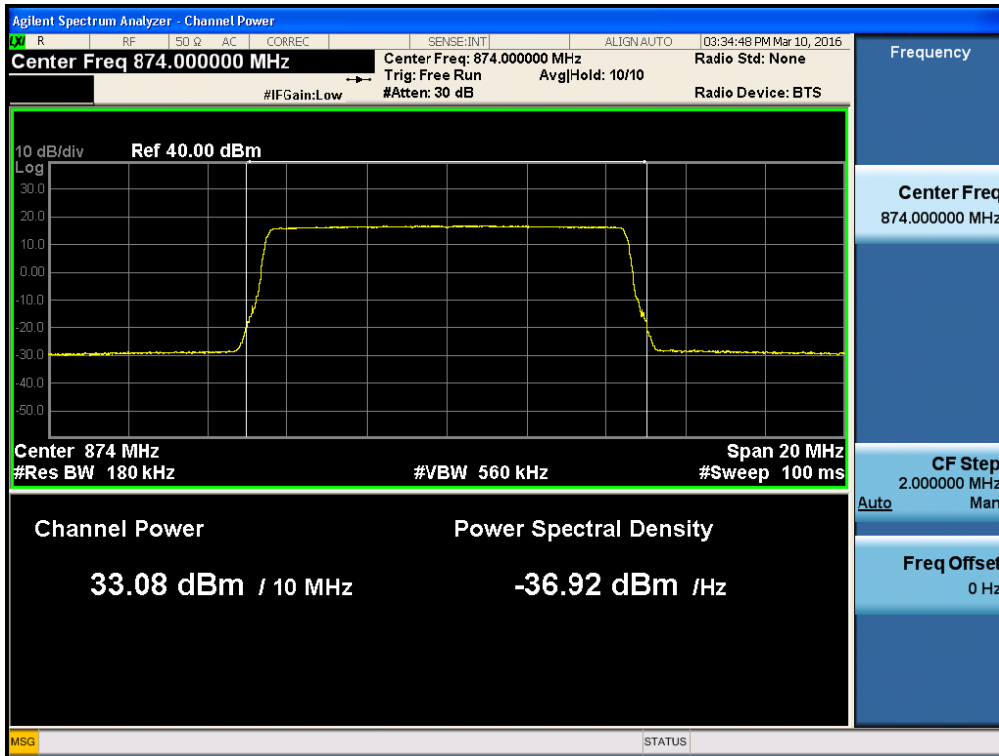 Agilent Spectrum Analyzer - Channel Power
LXI R RF 50 Ω AC CORREC SENSE:INT ALIGN AUTO 03:34:48 PM Mar 10, 2016
Center Freq 874.000000 MHz
Center Freq: 874.000000 MHz
Radio Std: None
Trig: Free Run Avg|Hold: 10/10
#IFGain:Low
#Atten: 30 dB
Radio Device: BTS
10 dB/div Ref 40.00 dBm
Log
30.0
20.0
10.0
0.00
-10.0
-20.0
-30.0
-40.0
-50.0
Center 874 MHz
Span 20 MHz
#Res BW 180 kHz
#VBW 560 kHz
#Sweep 100 ms
Channel Power
Power Spectral Density
33.08 dBm / 10 MHz
-36.92 dBm /Hz
Frequency
Center Freq
874.000000 MHz
CF Step
2.000000 MHz
Auto Man
Freq Offset
0 Hz
MSG
STATUS